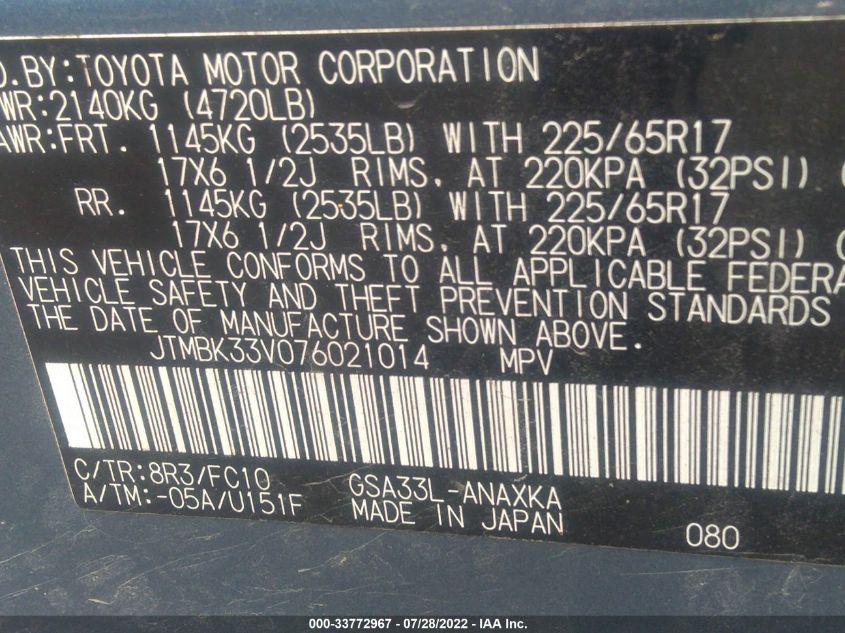 D.BY:TOYOTA MOTOR CORPORATION
WR:2140KG (4720LB)
AWR:FRT. 1145KG (2535LB) WITH 225/65R17
17X6 1/2J RIMS, AT 220KPA (32PSI) (
RR. 1145KG (2535LB) WITH 225/65R17
17X6 1/2J RIMS, AT 220KPA (32PSI) (
THIS VEHICLE CONFORMS TO ALL APPLICABLE FEDERA
VEHICLE SAFETY AND THEFT PREVENTION STANDARDS
THE DATE OF MANUFACTURE SHOWN ABOVE.
JTMBK33V076021014 MPV
C/TR:8R3/FC10 GSA33L-ANAXKA
A/TM:-05A/U151F MADE IN JAPAN 080
000-33772967 - 07/28/2022 - IAA Inc.